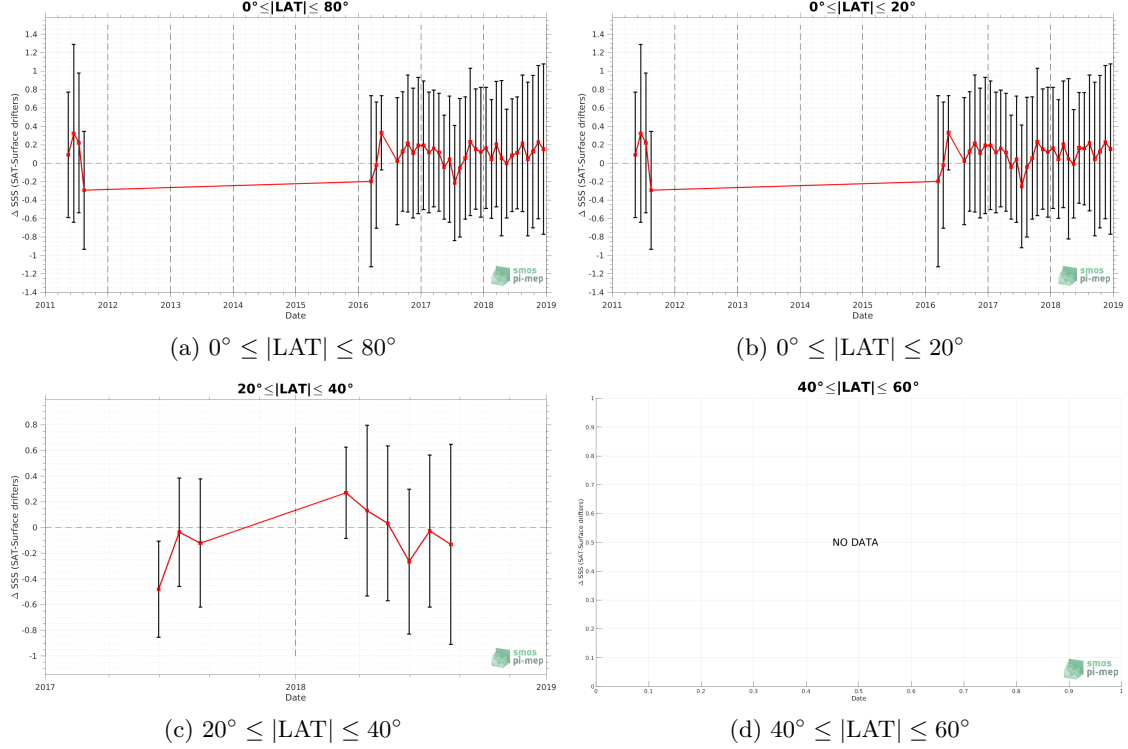 0°≤|LAT|≤ 80°
Δ SSS (SAT-Surface drifters)
1.4
1.2
1
0.8
0.6
0.4
0.2
0
-0.2
-0.4
-0.6
-0.8
-1
-1.2
-1.4
2011 2012 2013 2014 2015 2016 2017 2018 2019
Date
smos
pi-mep
(a) 0° ≤ |LAT| ≤ 80°
0°≤|LAT|≤ 20°
Δ SSS (SAT-Surface drifters)
1.4
1.2
1
0.8
0.6
0.4
0.2
0
-0.2
-0.4
-0.6
-0.8
-1
-1.2
-1.4
2011 2012 2013 2014 2015 2016 2017 2018 2019
Date
smos
pi-mep
(b) 0° ≤ |LAT| ≤ 20°
20°≤|LAT|≤ 40°
Δ SSS (SAT-Surface drifters)
0.8
0.6
0.4
0.2
0
-0.2
-0.4
-0.6
-0.8
-1
2017 2018 2019
Date
smos
pi-mep
(c) 20° ≤ |LAT| ≤ 40°
40°≤|LAT|≤ 60°
Δ SSS (SAT-Surface drifters)
1
0.9
0.8
0.7
0.6
0.5
0.4
0.3
0.2
0.1
0
NO DATA
0 0.1 0.2 0.3 0.4 0.5 0.6 0.7 0.8 0.9 1
Date
smos
pi-mep
(d) 40° ≤ |LAT| ≤ 60°